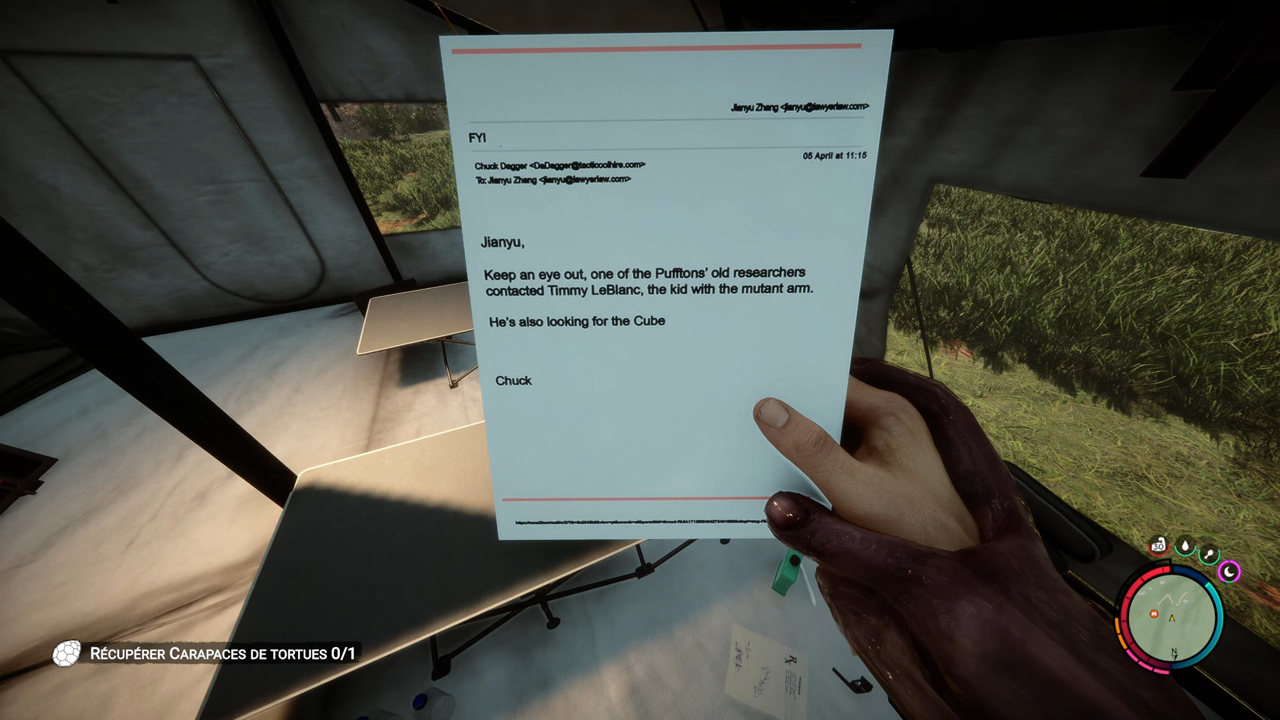 Jianyu Zhang <jianyu@lawyerlaw.com>
FYI
Chuck Dagger <DaDagger@tacticoolhire.com>
05 April at 11:15
To: Jianyu Zhang <jianyu@lawyerlaw.com>
Jianyu,
Keep an eye out, one of the Pufftons' old researchers
contacted Timmy LeBlanc, the kid with the mutant arm.
He's also looking for the Cube
Chuck
30
RÉCUPÉRER CARAPACES DE TORTUES 0/1